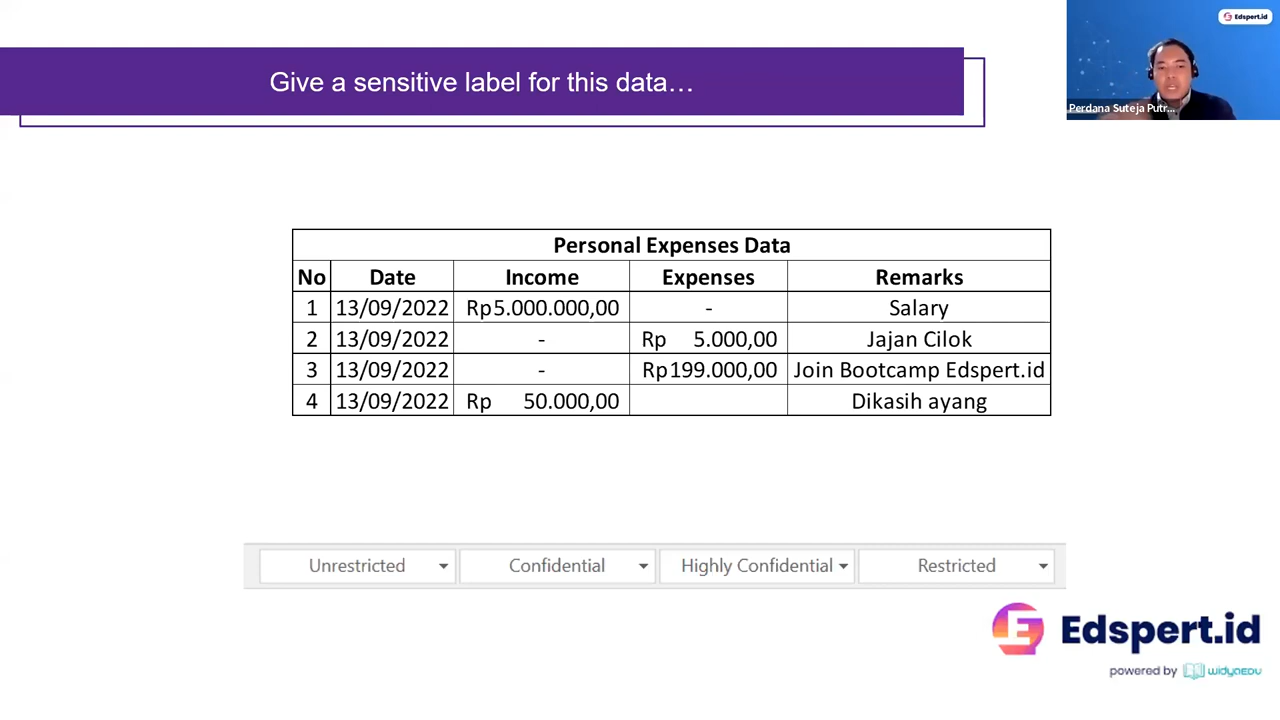 Edspert.id
Give a sensitive label for this data…
Perdana Suteja Putr...
Personal Expenses Data
No Date Income Expenses Remarks
1 13/09/2022 Rp5.000.000,00 - Salary
2 13/09/2022 - Rp 5.000,00 Jajan Cilok
3 13/09/2022 - Rp199.000,00 Join Bootcamp Edspert.id
4 13/09/2022 Rp 50.000,00 Dikasih ayang
Unrestricted Confidential Highly Confidential Restricted
E Edspert.id
powered by WIDYAEDU